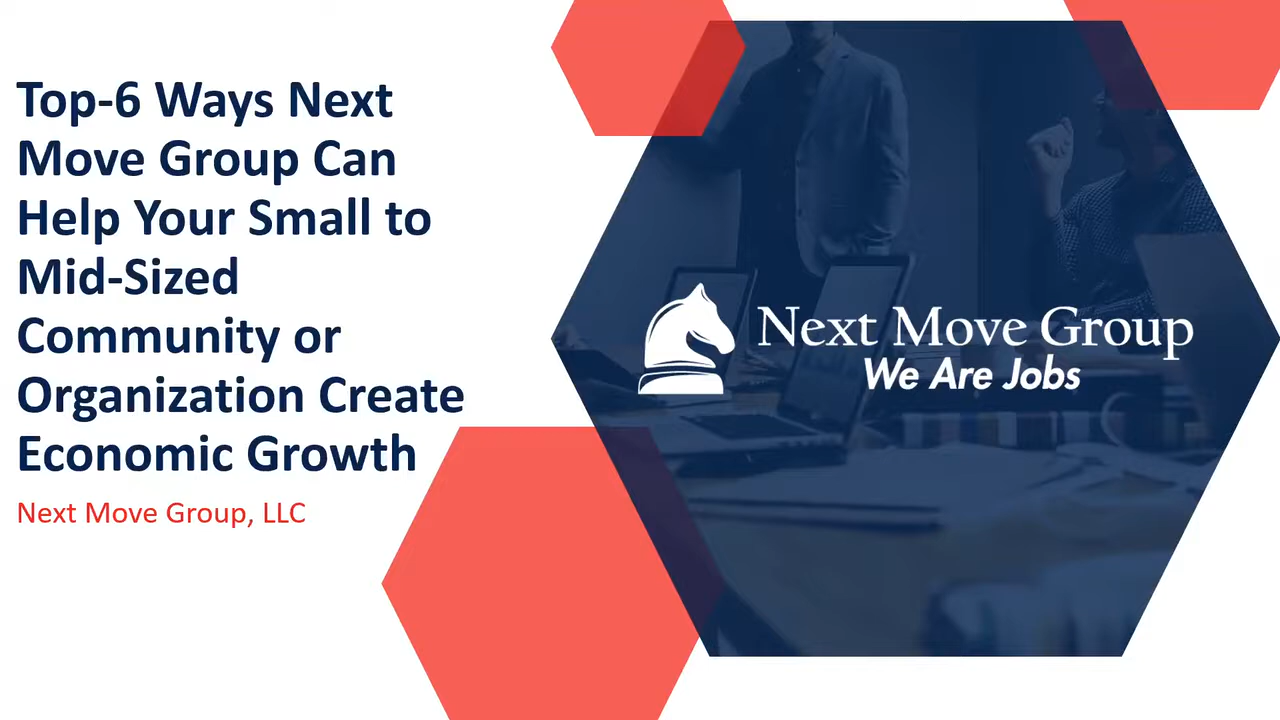 Top-6 Ways Next
Move Group Can
Help Your Small to
Mid-Sized
Community or
Organization Create
Economic Growth
Next Move Group, LLC
Next Move Group
We Are Jobs